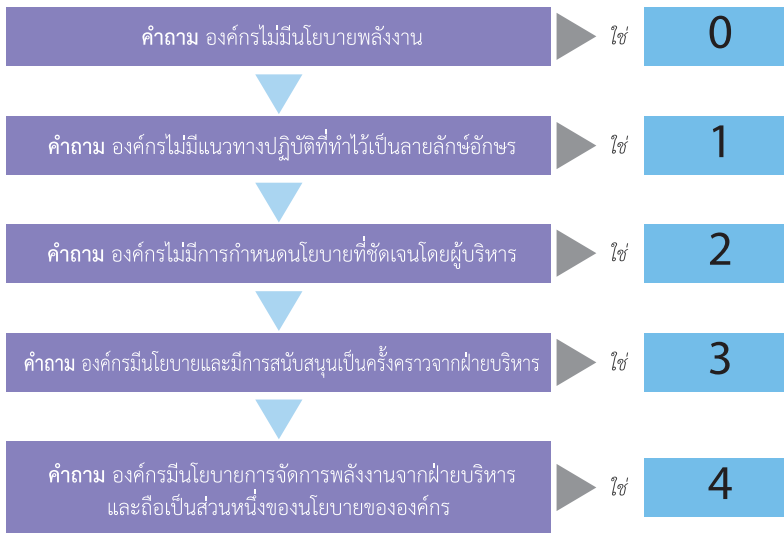 คำถาม องค์กรไม่มีนโยบายพลังงาน ใช่ 0
คำถาม องค์กรไม่มีแนวทางปฏิบัติที่ทำไว้เป็นลายลักษ์อักษร ใช่ 1
คำถาม องค์กรไม่มีการกำหนดนโยบายที่ชัดเจนโดยผู้บริหาร ใช่ 2
คำถาม องค์กรมีนโยบายและมีการสนับสนุนเป็นครั้งคราวจากฝ่ายบริหาร ใช่ 3
คำถาม องค์กรมีนโยบายการจัดการพลังงานจากฝ่ายบริหาร
และถือเป็นส่วนหนึ่งของนโยบายขององค์กร ใช่ 4